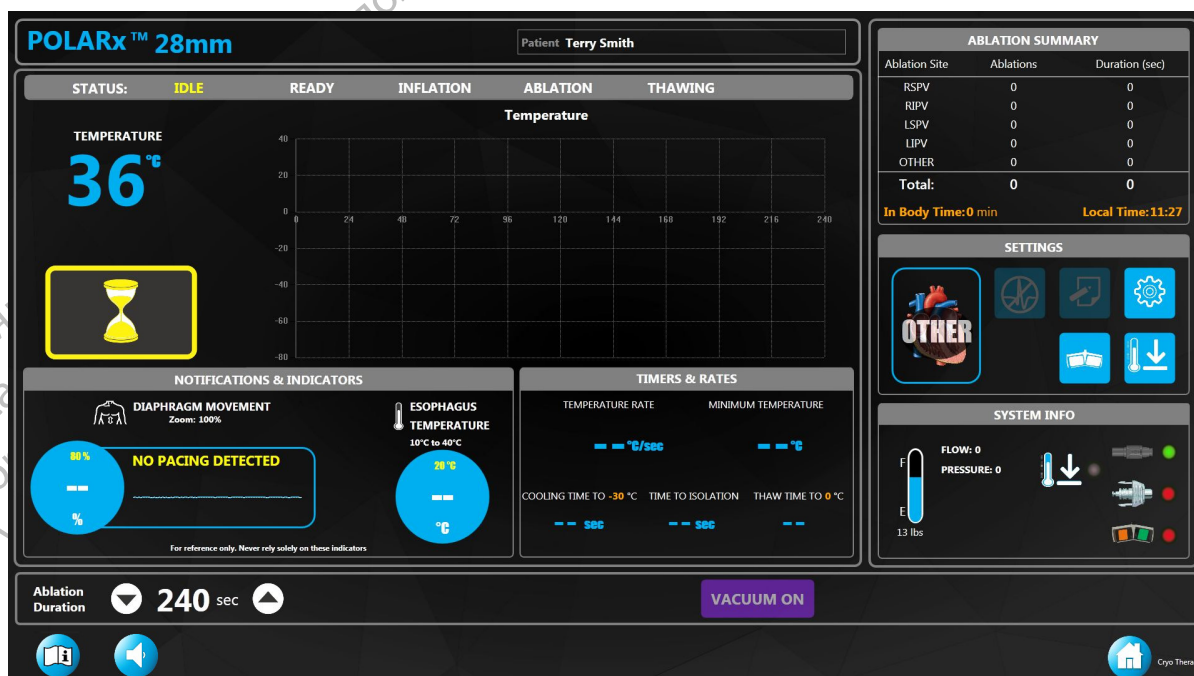 POLARx™ 28mm
Patient Terry Smith
STATUS: IDLE READY INFLATION ABLATION THAWING
TEMPERATURE
36 °C
Temperature
40
20
0
-20
-40
-60
-80
0 24 48 72 96 120 144 168 192 216 240
NOTIFICATIONS & INDICATORS
DIAPHRAGM MOVEMENT
Zoom: 100%
80 %
--
%
NO PACING DETECTED
ESOPHAGUS
TEMPERATURE
10°C to 40°C
20 °C
--
°C
For reference only. Never rely solely on these indicators
TIMERS & RATES
TEMPERATURE RATE MINIMUM TEMPERATURE
-- °C/sec -- °C
COOLING TIME TO -30 °C TIME TO ISOLATION THAW TIME TO 0 °C
-- sec -- sec --
ABLATION SUMMARY
Ablation Site Ablations Duration (sec)
RSPV 0 0
RIPV 0 0
LSPV 0 0
LIPV 0 0
OTHER 0 0
Total: 0 0
In Body Time: 0 min Local Time: 11:27
SETTINGS
OTHER
SYSTEM INFO
F
E
13 lbs
FLOW: 0
PRESSURE: 0
Ablation
Duration
240 sec
VACUUM ON
i
Cryo Thera